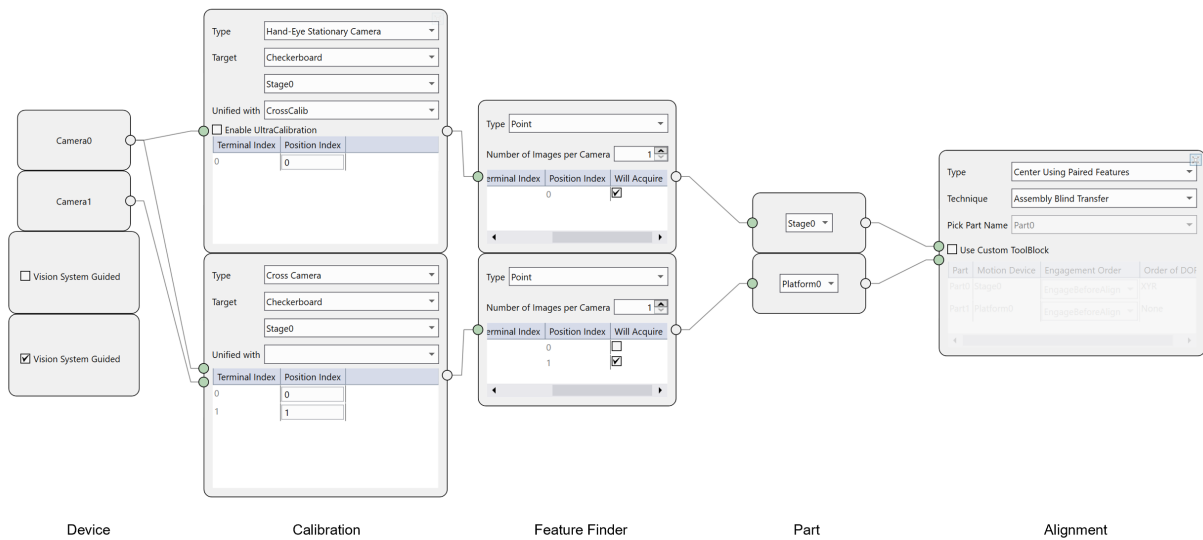 Camera0
Camera1
Vision System Guided
Vision System Guided
Device
Type Hand-Eye Stationary Camera
Target Checkerboard
Stage0
Unified with CrossCalib
Enable UltraCalibration
Terminal Index Position Index
0 0
Type Cross Camera
Target Checkerboard
Stage0
Unified with
Terminal Index Position Index
0 0
1 1
Calibration
Type Point
Number of Images per Camera 1
erminal Index Position Index Will Acquire
0
Type Point
Number of Images per Camera 1
erminal Index Position Index Will Acquire
0
1
Feature Finder
Stage0
Platform0
Part
Type Center Using Paired Features
Technique Assembly Blind Transfer
Pick Part Name Part0
Use Custom ToolBlock
Part Motion Device Engagement Order Order of DOF
Part0 Stage0 EngageBeforeAlign XYθ
Part1 Platform0 EngageBeforeAlign None
Alignment